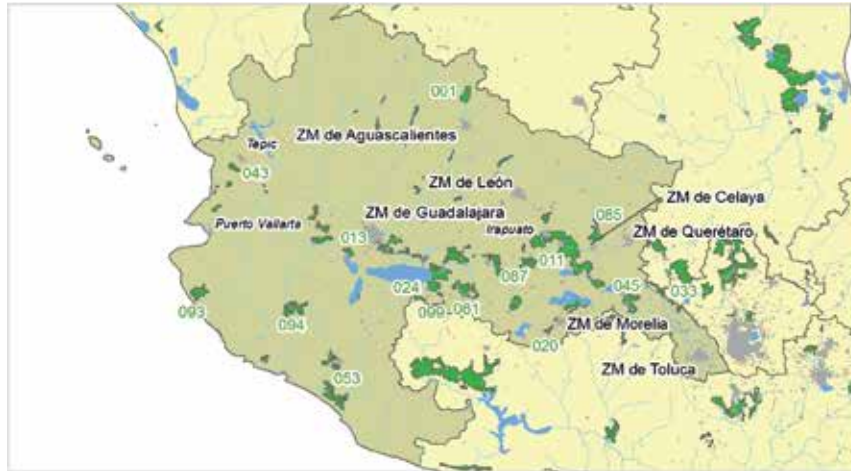 001
ZM de Aguascalientes
Tepic
043
ZM de León
ZM de Celaya
ZM de Guadalajara
085
Puerto Vallarta
Irapuato
ZM de Querétaro
013
011
087
024
045
033
093
099
081
094
ZM de Morelia
020
ZM de Toluca
053